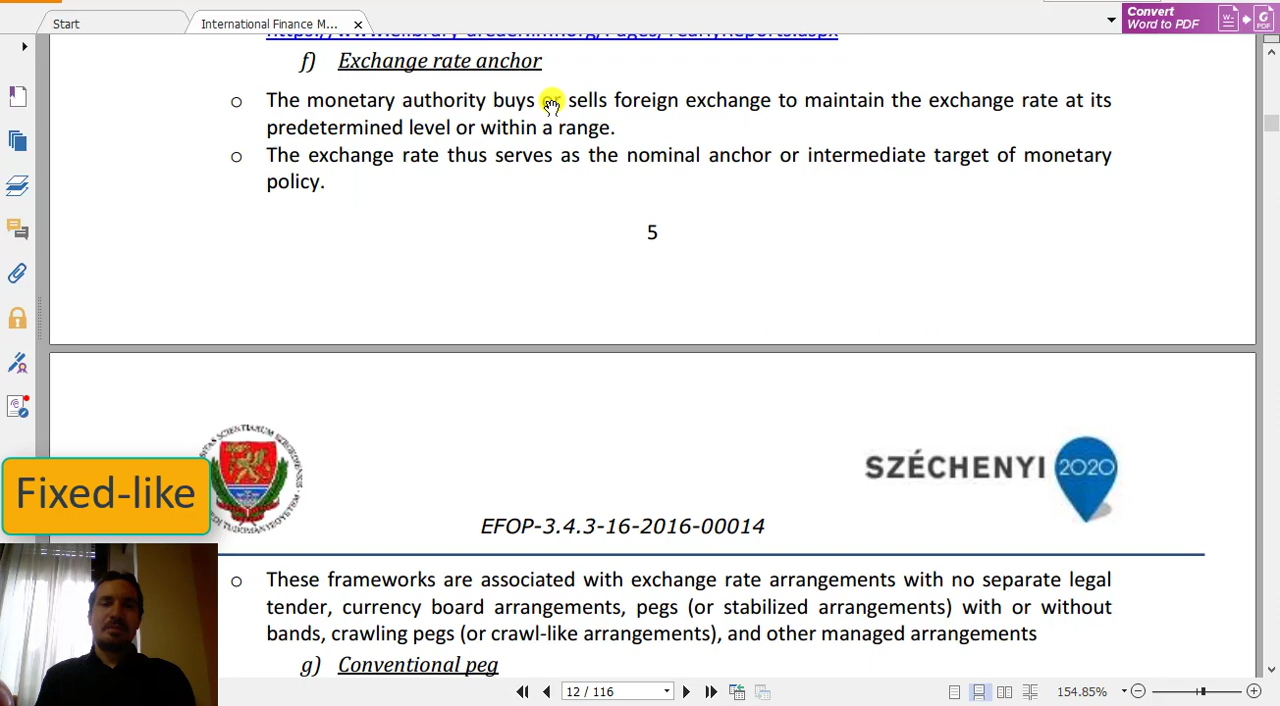 Start
International Finance M...
Convert
Word to PDF
f) Exchange rate anchor
o The monetary authority buys or sells foreign exchange to maintain the exchange rate at its
predetermined level or within a range.
o The exchange rate thus serves as the nominal anchor or intermediate target of monetary
policy.
5
SZÉCHENYI 2020
Fixed-like
EFOP-3.4.3-16-2016-00014
o These frameworks are associated with exchange rate arrangements with no separate legal
tender, currency board arrangements, pegs (or stabilized arrangements) with or without
bands, crawling pegs (or crawl-like arrangements), and other managed arrangements
g) Conventional peg
12 / 116
154.85%